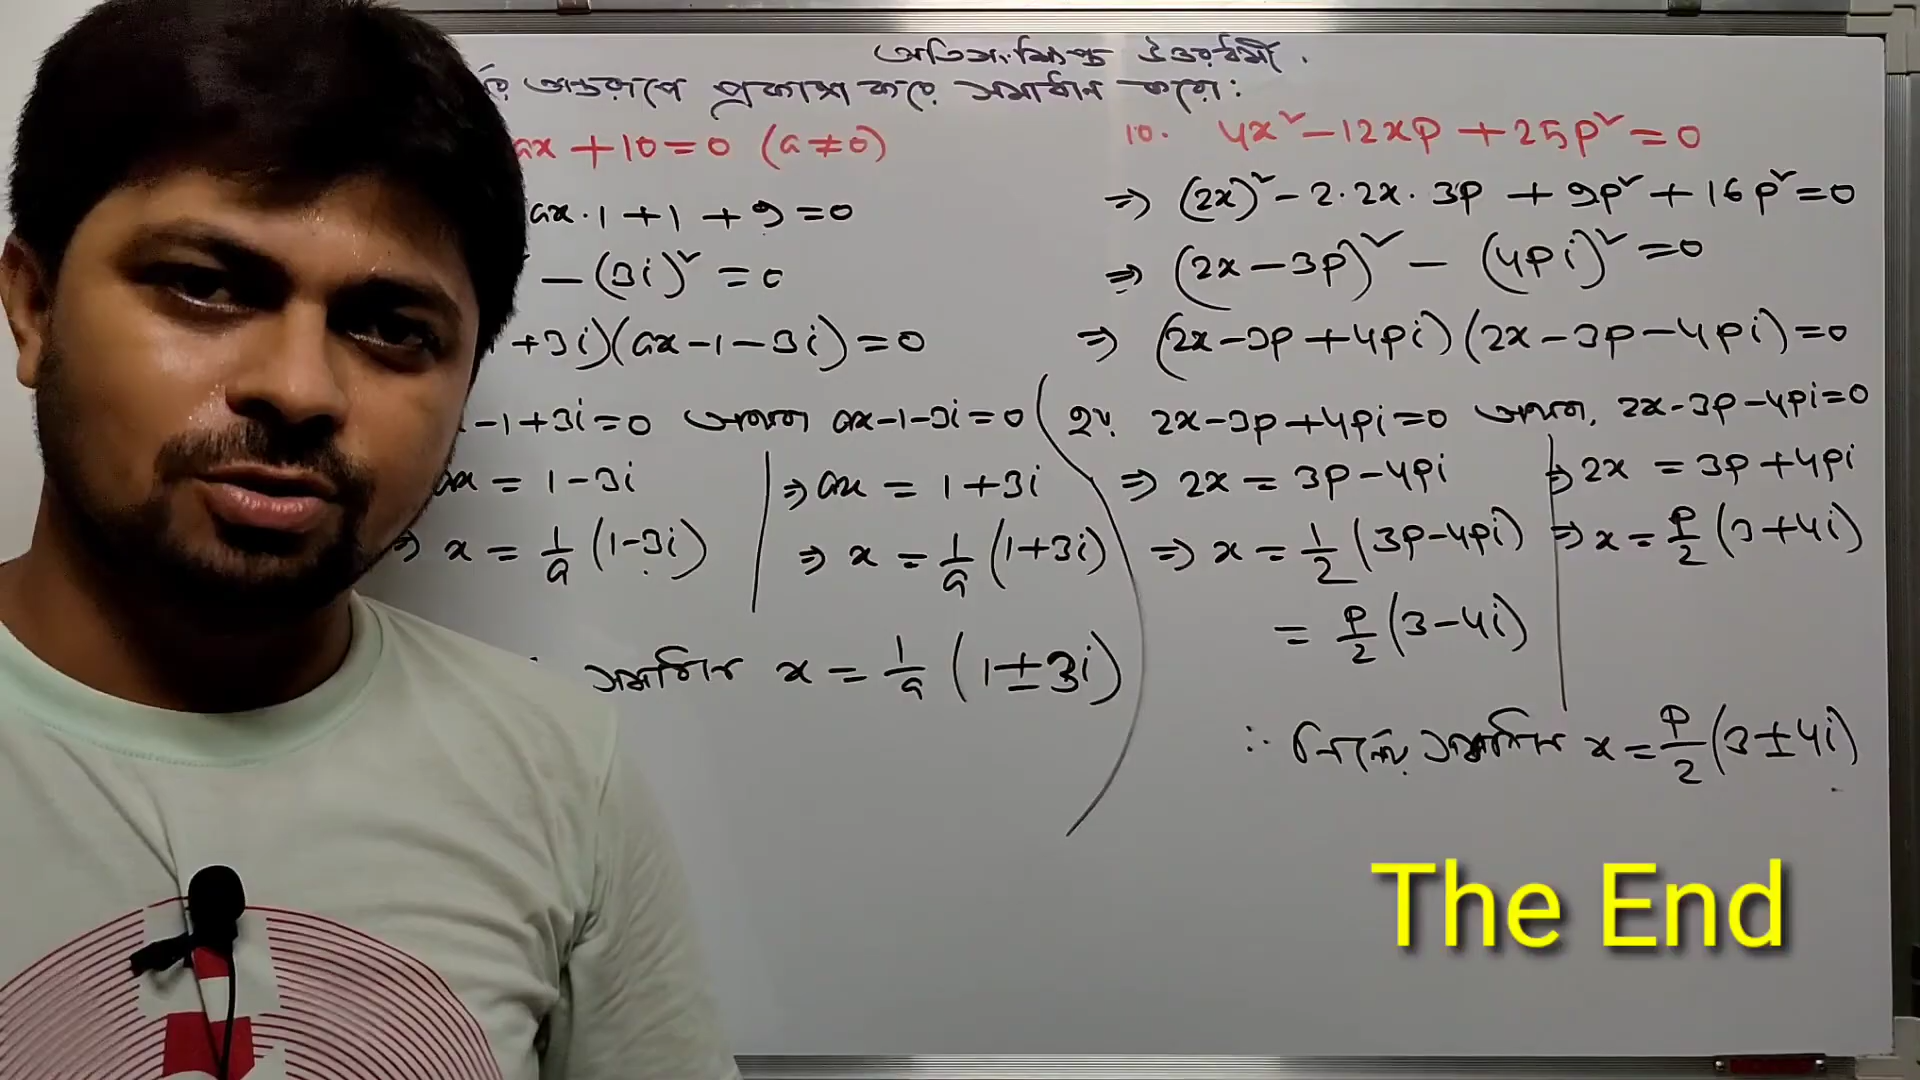 অতিসংক্ষিপ্ত উত্তরধর্মী.
অন্তররূপে প্রকাশ করে সমাধান করো:
ax + 10 = 0 (a ≠ 0)
ax·1 + 1 + 9 = 0
− (3i)² = 0
+3i)(ax−1−3i) = 0
−1+3i=0 অথবা ax−1−3i=0
ax = 1−3i
⇒ ax = 1+3i
⇒ x = 1/a (1−3i)
⇒ x = 1/a (1+3i)
সমাধান x = 1/a (1±3i)
10. 4x² − 12xp + 25p² = 0
⇒ (2x)² − 2·2x·3p + 9p² + 16p² = 0
⇒ (2x−3p)² − (4pi)² = 0
⇒ (2x−3p+4pi)(2x−3p−4pi) = 0
হয়. 2x−3p+4pi=0 অথবা, 2x−3p−4pi=0
⇒ 2x = 3p−4pi
⇒ 2x = 3p+4pi
⇒ x = 1/2 (3p−4pi)
⇒ x = p/2 (3+4i)
= p/2 (3−4i)
∴ নির্ণেয় সমাধান x = p/2 (3±4i)
The End